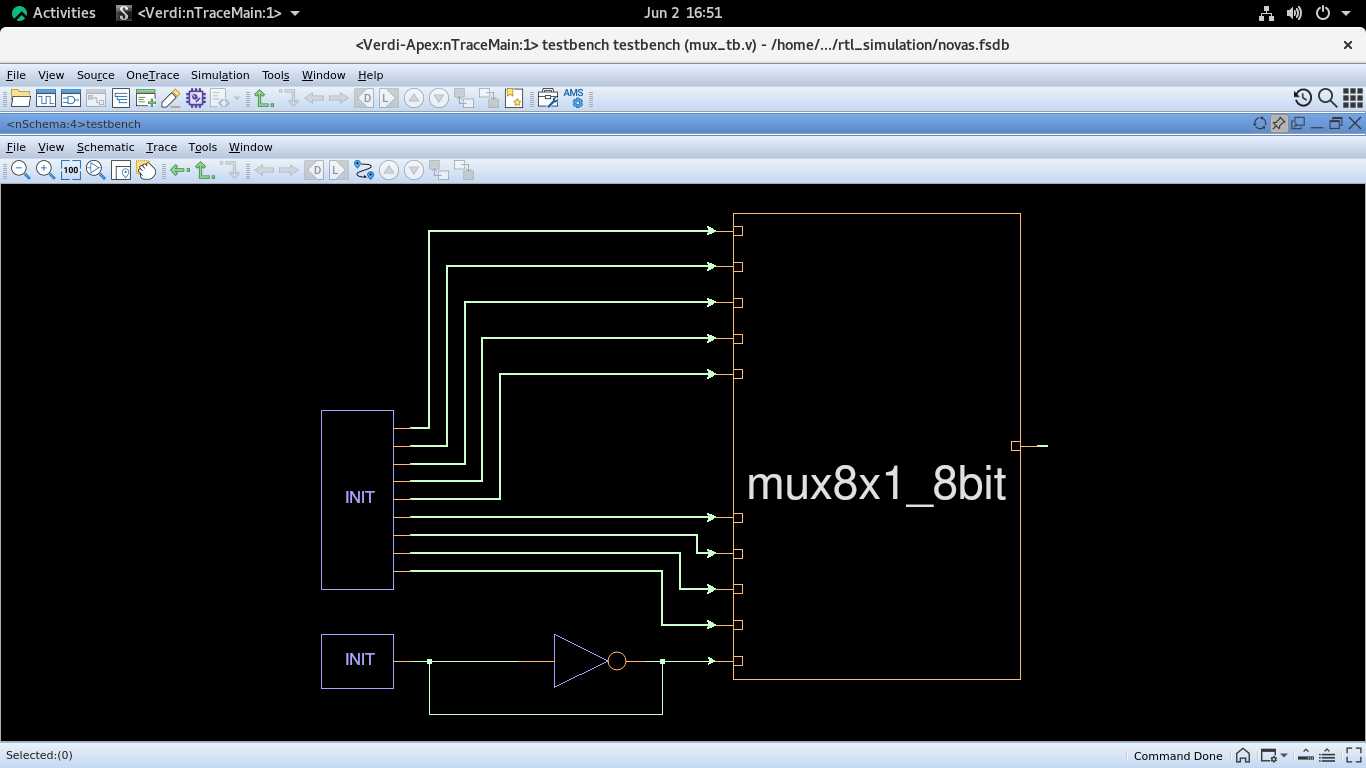 Activities <Verdi:nTraceMain:1> Jun 2 16:51
<Verdi-Apex:nTraceMain:1> testbench testbench (mux_tb.v) - /home/.../rtl_simulation/novas.fsdb
File View Source OneTrace Simulation Tools Window Help
D L AMS
<nSchema:4>testbench
File View Schematic Trace Tools Window
100 D L
INIT
mux8x1_8bit
INIT
Selected:(0) Command Done